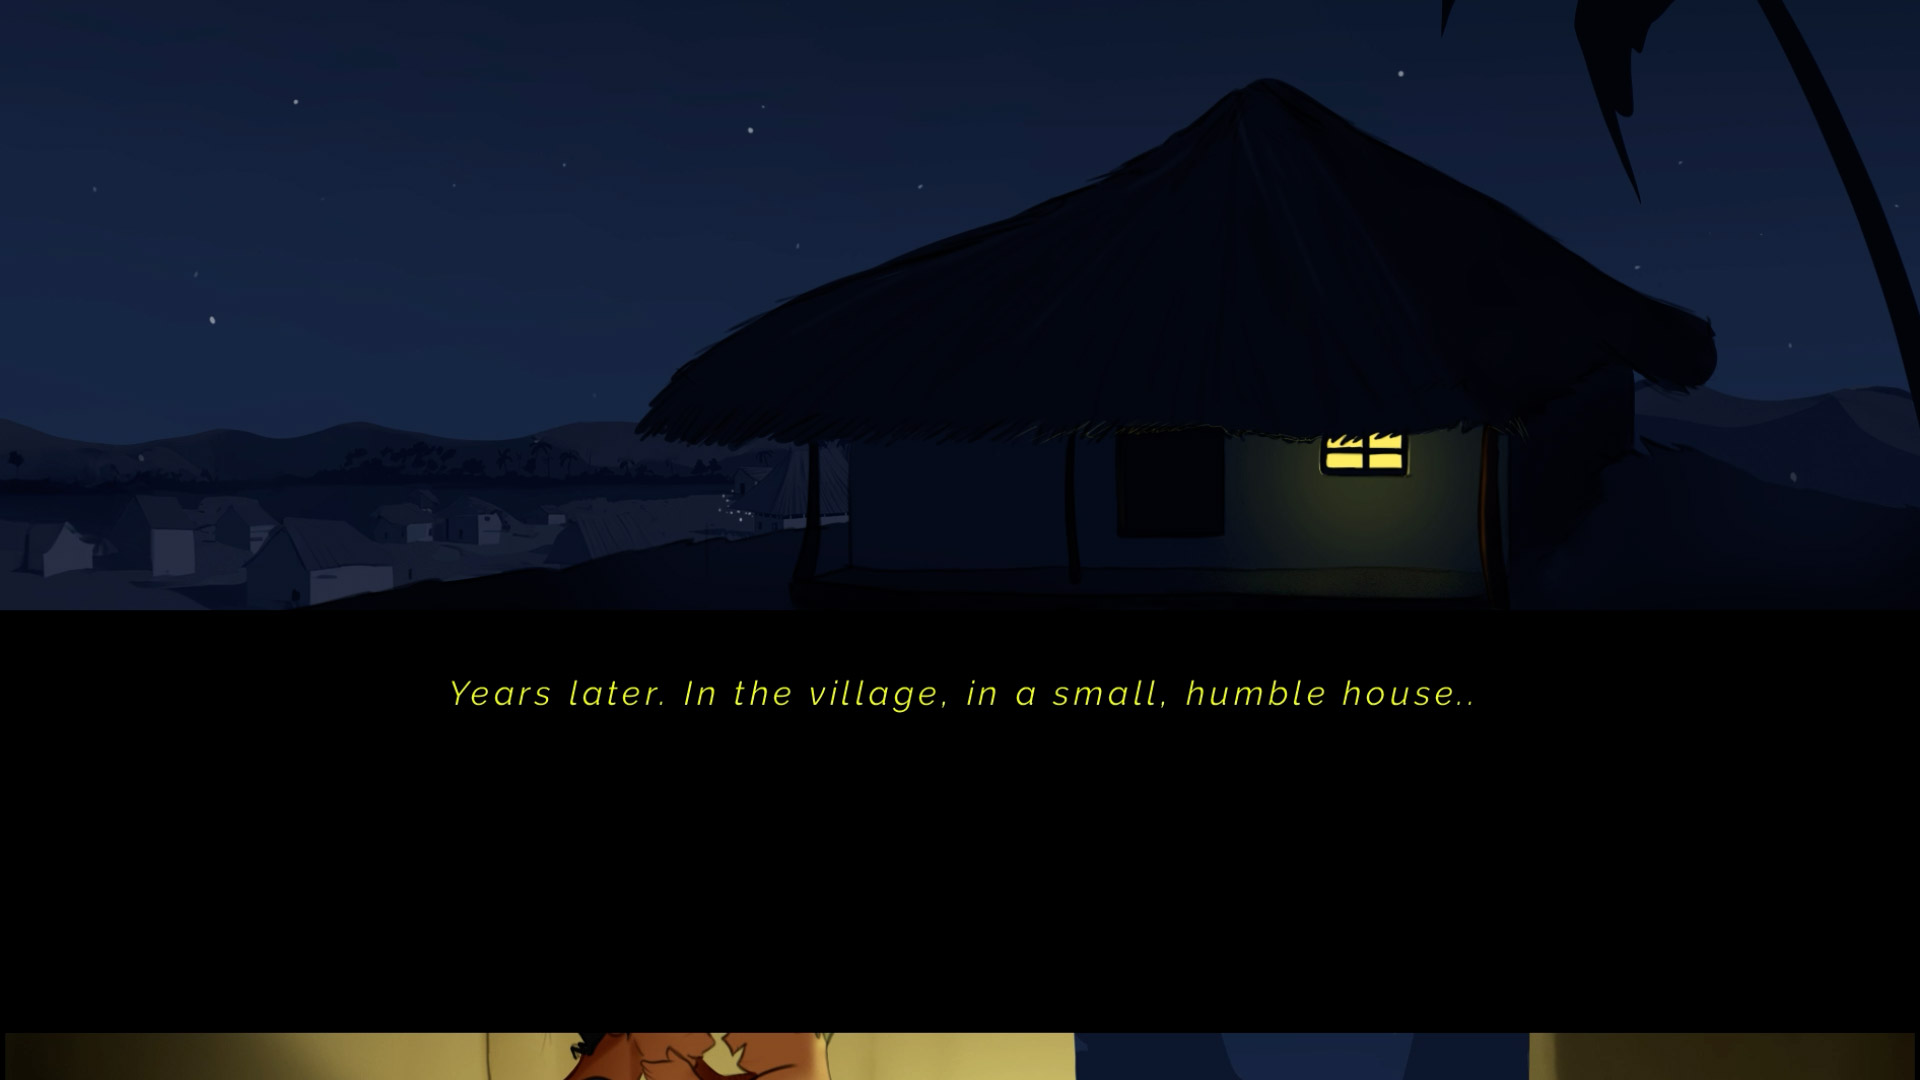 Years later. In the village, in a small, humble house..